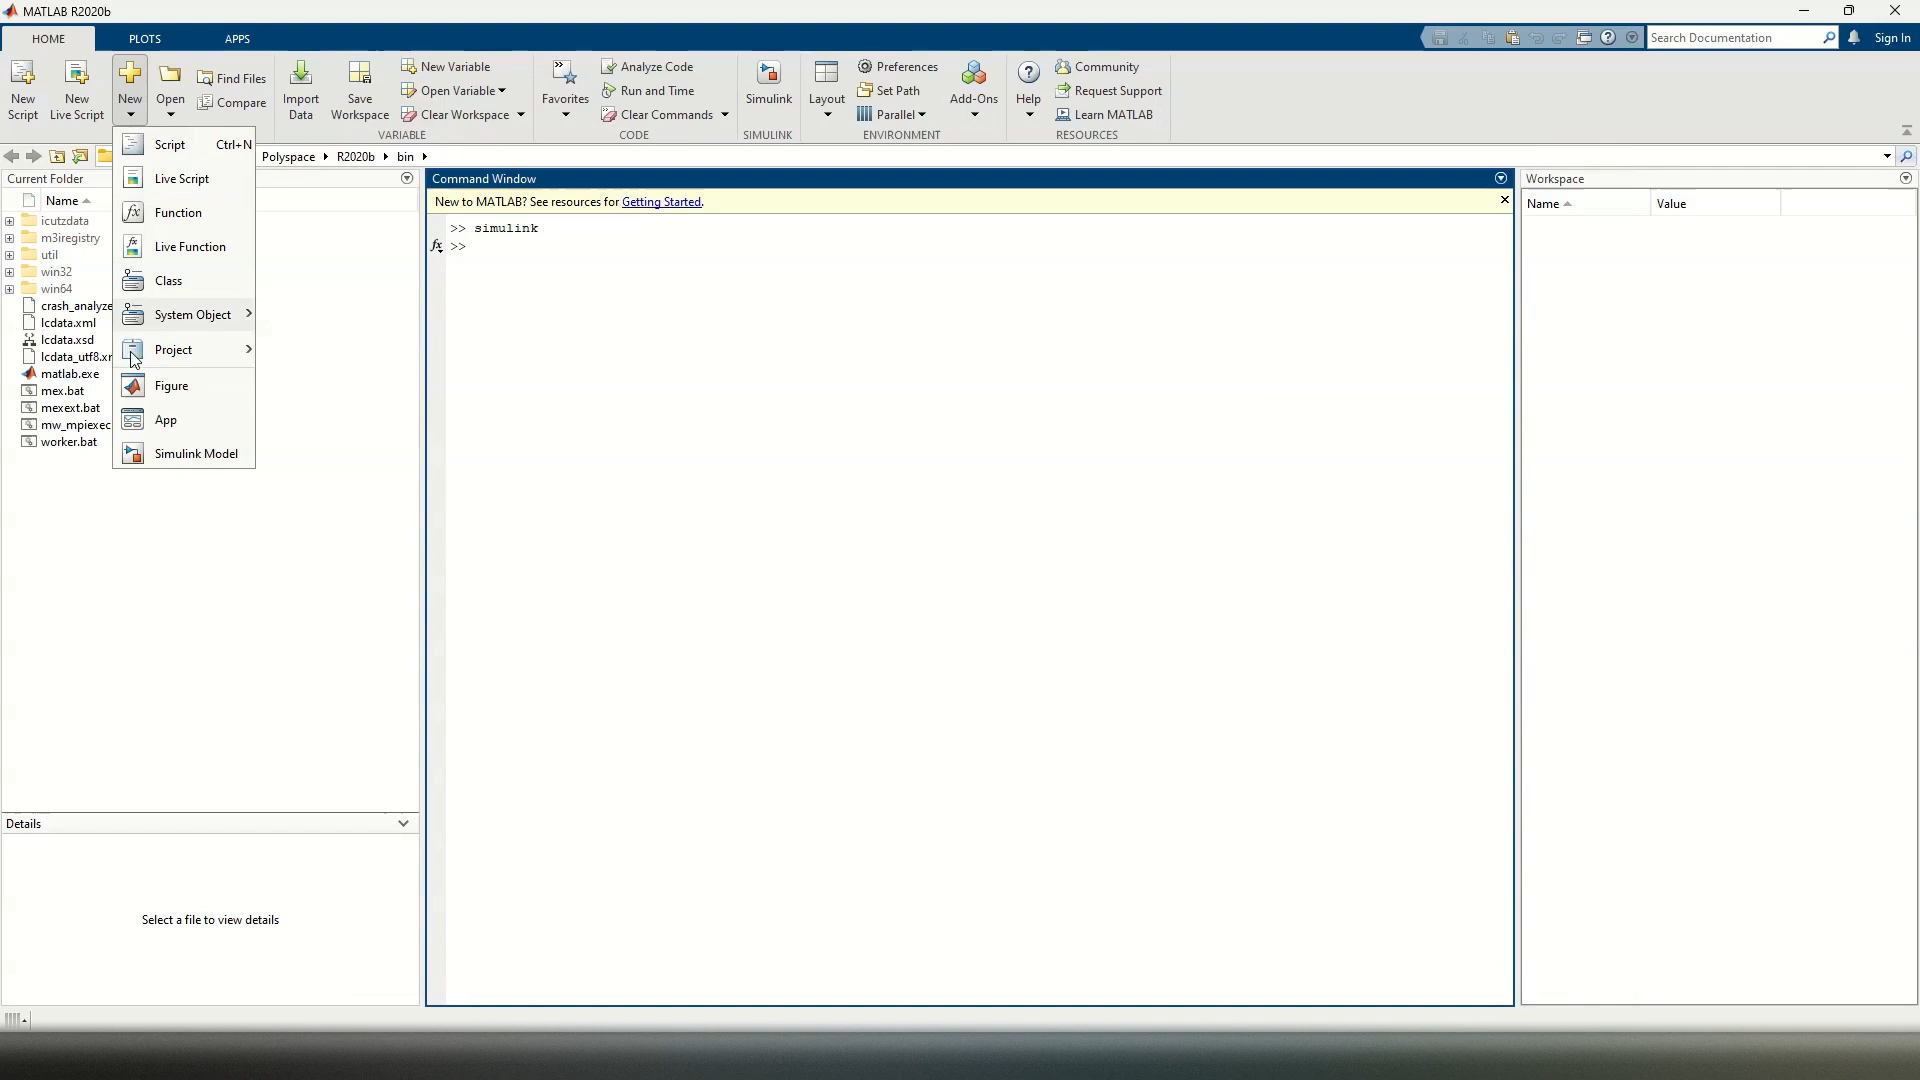 MATLAB R2020b
HOME PLOTS APPS
Search Documentation
Sign In
New Script
New Live Script
New
Open
Find Files
Compare
Import Data
Save Workspace
New Variable
Open Variable
Clear Workspace
VARIABLE
Favorites
Analyze Code
Run and Time
Clear Commands
CODE
Simulink
SIMULINK
Layout
Preferences
Set Path
Parallel
Add-Ons
ENVIRONMENT
Help
Community
Request Support
Learn MATLAB
RESOURCES
Polyspace R2020b bin
Script Ctrl+N
Live Script
Function
Live Function
Class
System Object
Project
Figure
App
Simulink Model
Current Folder
Name
icutzdata
m3iregistry
util
win32
win64
crash_analyze
lcdata.xml
lcdata.xsd
lcdata_utf8.xr
matlab.exe
mex.bat
mexext.bat
mw_mpiexec
worker.bat
Details
Select a file to view details
Command Window
New to MATLAB? See resources for Getting Started.
>> simulink
fx >>
Workspace
Name Value